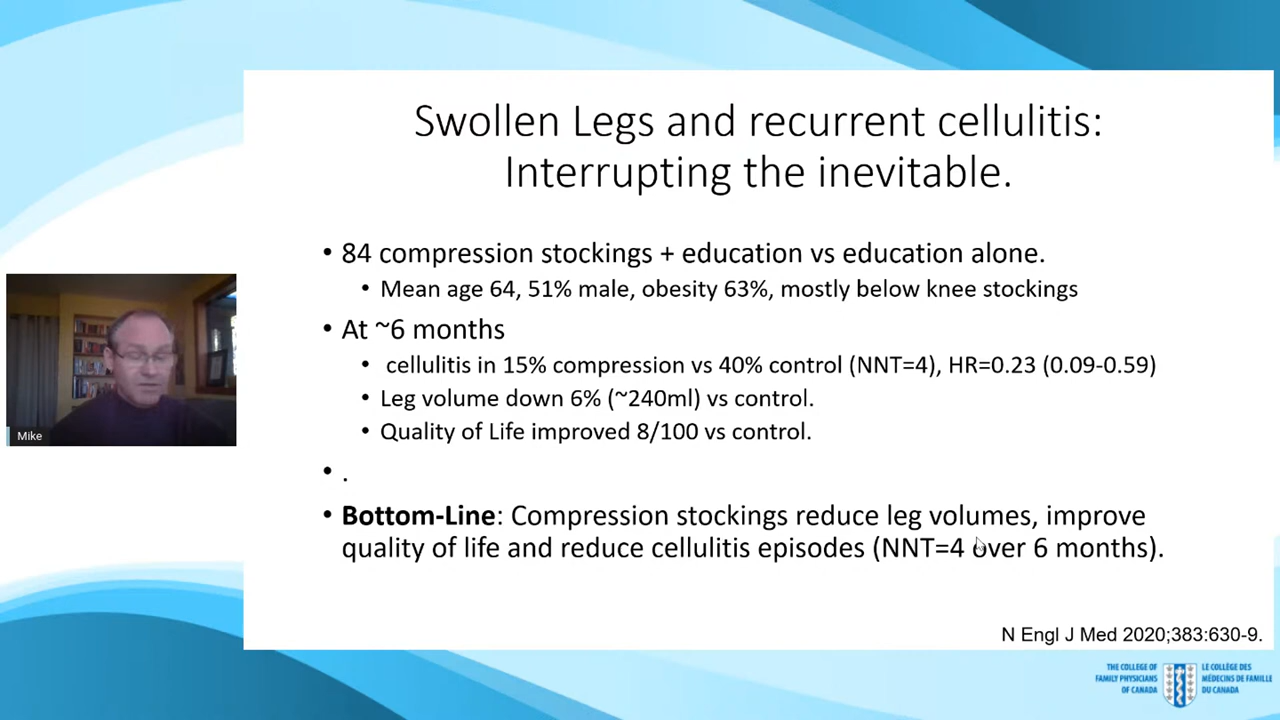 Swollen Legs and recurrent cellulitis:
Interrupting the inevitable.
• 84 compression stockings + education vs education alone.
• Mean age 64, 51% male, obesity 63%, mostly below knee stockings
• At ~6 months
• cellulitis in 15% compression vs 40% control (NNT=4), HR=0.23 (0.09-0.59)
• Leg volume down 6% (~240ml) vs control.
• Quality of Life improved 8/100 vs control.
• .
• Bottom-Line: Compression stockings reduce leg volumes, improve
quality of life and reduce cellulitis episodes (NNT=4 over 6 months).
N Engl J Med 2020;383:630-9.
Mike
THE COLLEGE OF
FAMILY PHYSICIANS
OF CANADA
LE COLLÈGE DES
MÉDECINS DE FAMILLE
DU CANADA